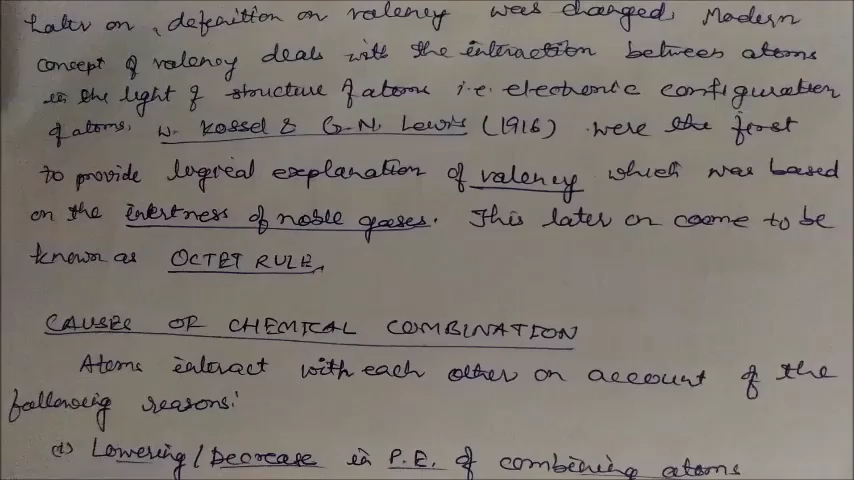 Later on, definition on valency was changed. Modern
concept of valency deals with the interaction between atoms
in the light of structure of atoms i.e. electronic configuration
of atoms. W. Kossel & G.N. Lewis (1916) were the first
to provide logical explanation of valency which was based
on the inertness of noble gases. This later on come to be
known as OCTET RULE.
CAUSES OF CHEMICAL COMBINATION
Atoms interact with each other on account of the
following reasons:
(1) Lowering/Decrease in P.E. of combining atoms